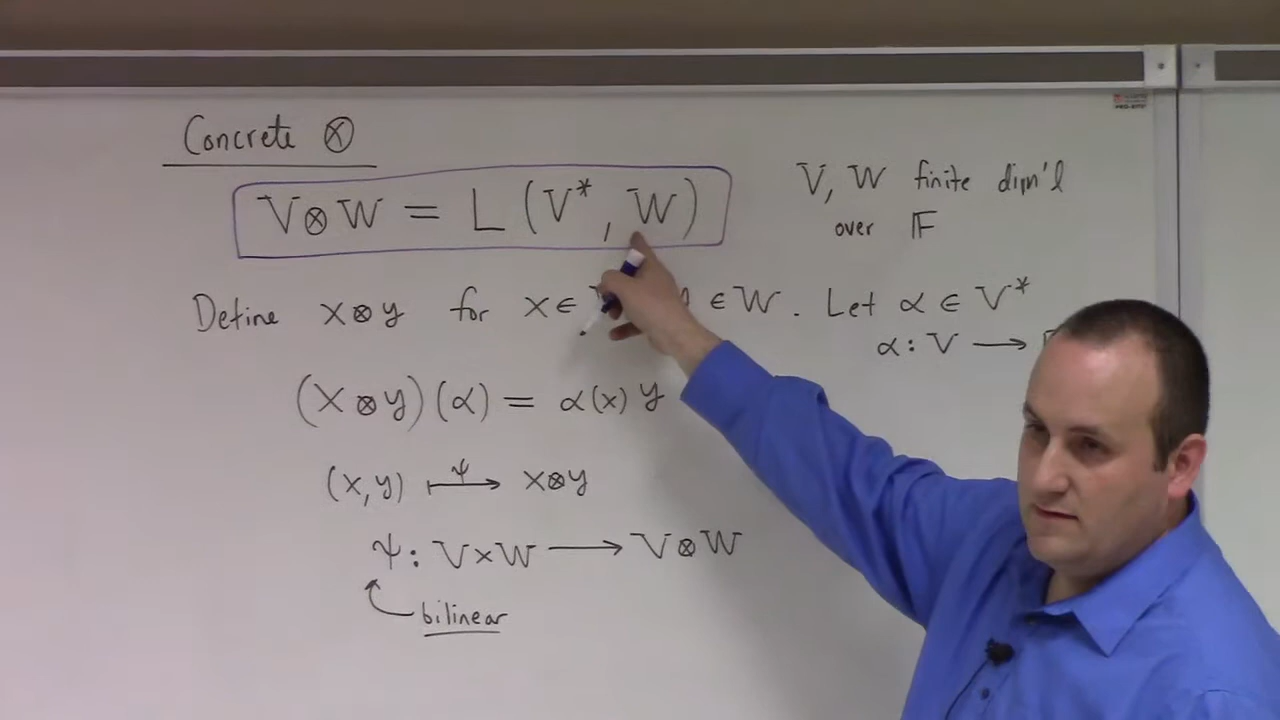 Concrete ⊗
V⊗W = L(V*, W)
V, W finite dim'l
over 𝔽
Define x⊗y for x∈ ∈ W. Let α ∈ V*
α: V ⟶
(x⊗y)(α) = α(x) y
(x,y) ⟼ x⊗y
ψ
ψ: V×W ⟶ V⊗W
bilinear